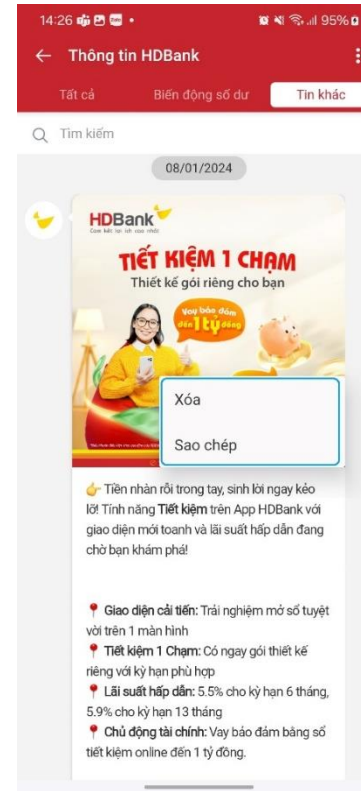 14:26
95%
Thông tin HDBank
Tất cả
Biến động số dư
Tin khác
Tìm kiếm
08/01/2024
HDBank
Cam kết lợi ích cao nhất
TIẾT KIỆM 1 CHẠM
Thiết kế gói riêng cho bạn
Vay bảo đảm
đến 1 tỷ đồng
Xóa
Sao chép
👉 Tiền nhàn rỗi trong tay, sinh lời ngay kẻo
lỡ! Tính năng Tiết kiệm trên App HDBank với
giao diện mới toanh và lãi suất hấp dẫn đang
chờ bạn khám phá!
📍 Giao diện cải tiến: Trải nghiệm mở sổ tuyệt
vời trên 1 màn hình
📍 Tiết kiệm 1 Chạm: Có ngay gói thiết kế
riêng với kỳ hạn phù hợp
📍 Lãi suất hấp dẫn: 5.5% cho kỳ hạn 6 tháng,
5.9% cho kỳ hạn 13 tháng
📍 Chủ động tài chính: Vay bảo đảm bằng sổ
tiết kiệm online đến 1 tỷ đồng.